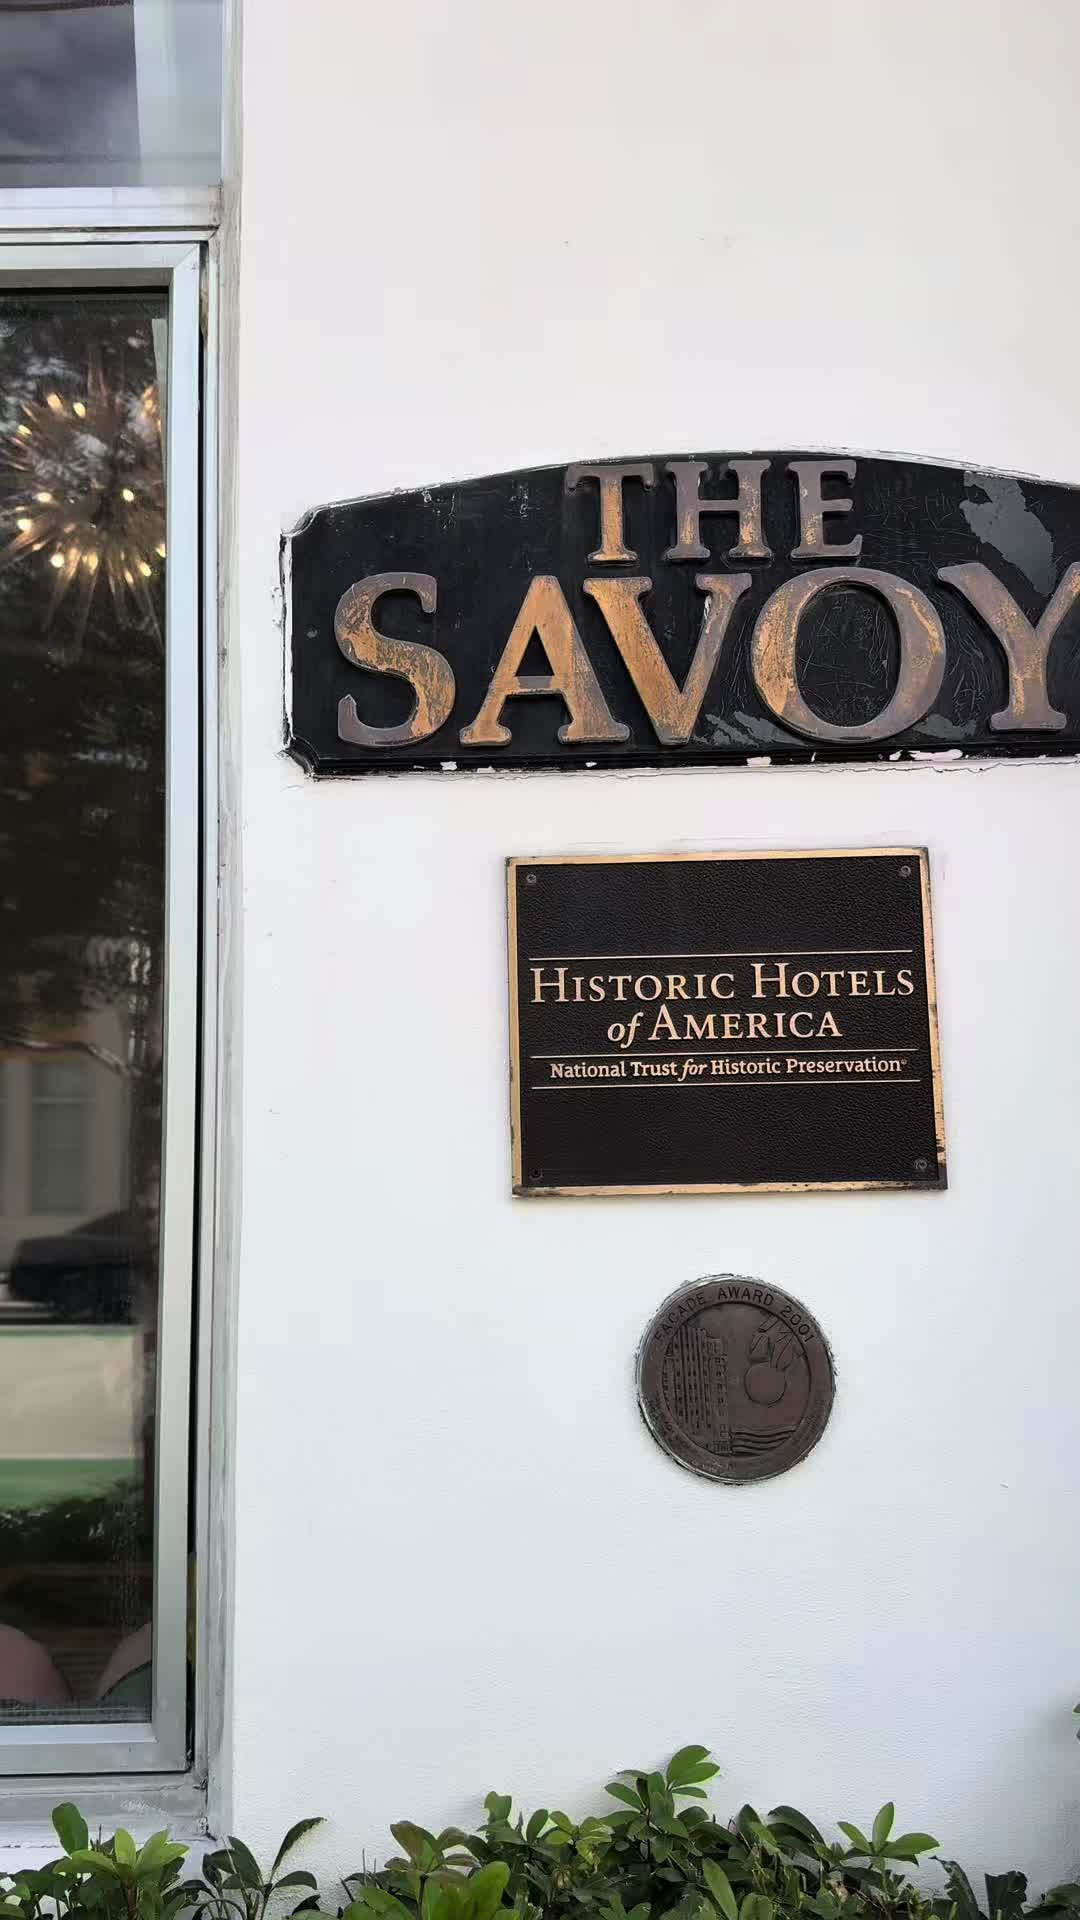 THE
SAVOY
HISTORIC HOTELS
of AMERICA
National Trust for Historic Preservation®
FACADE AWARD 2001